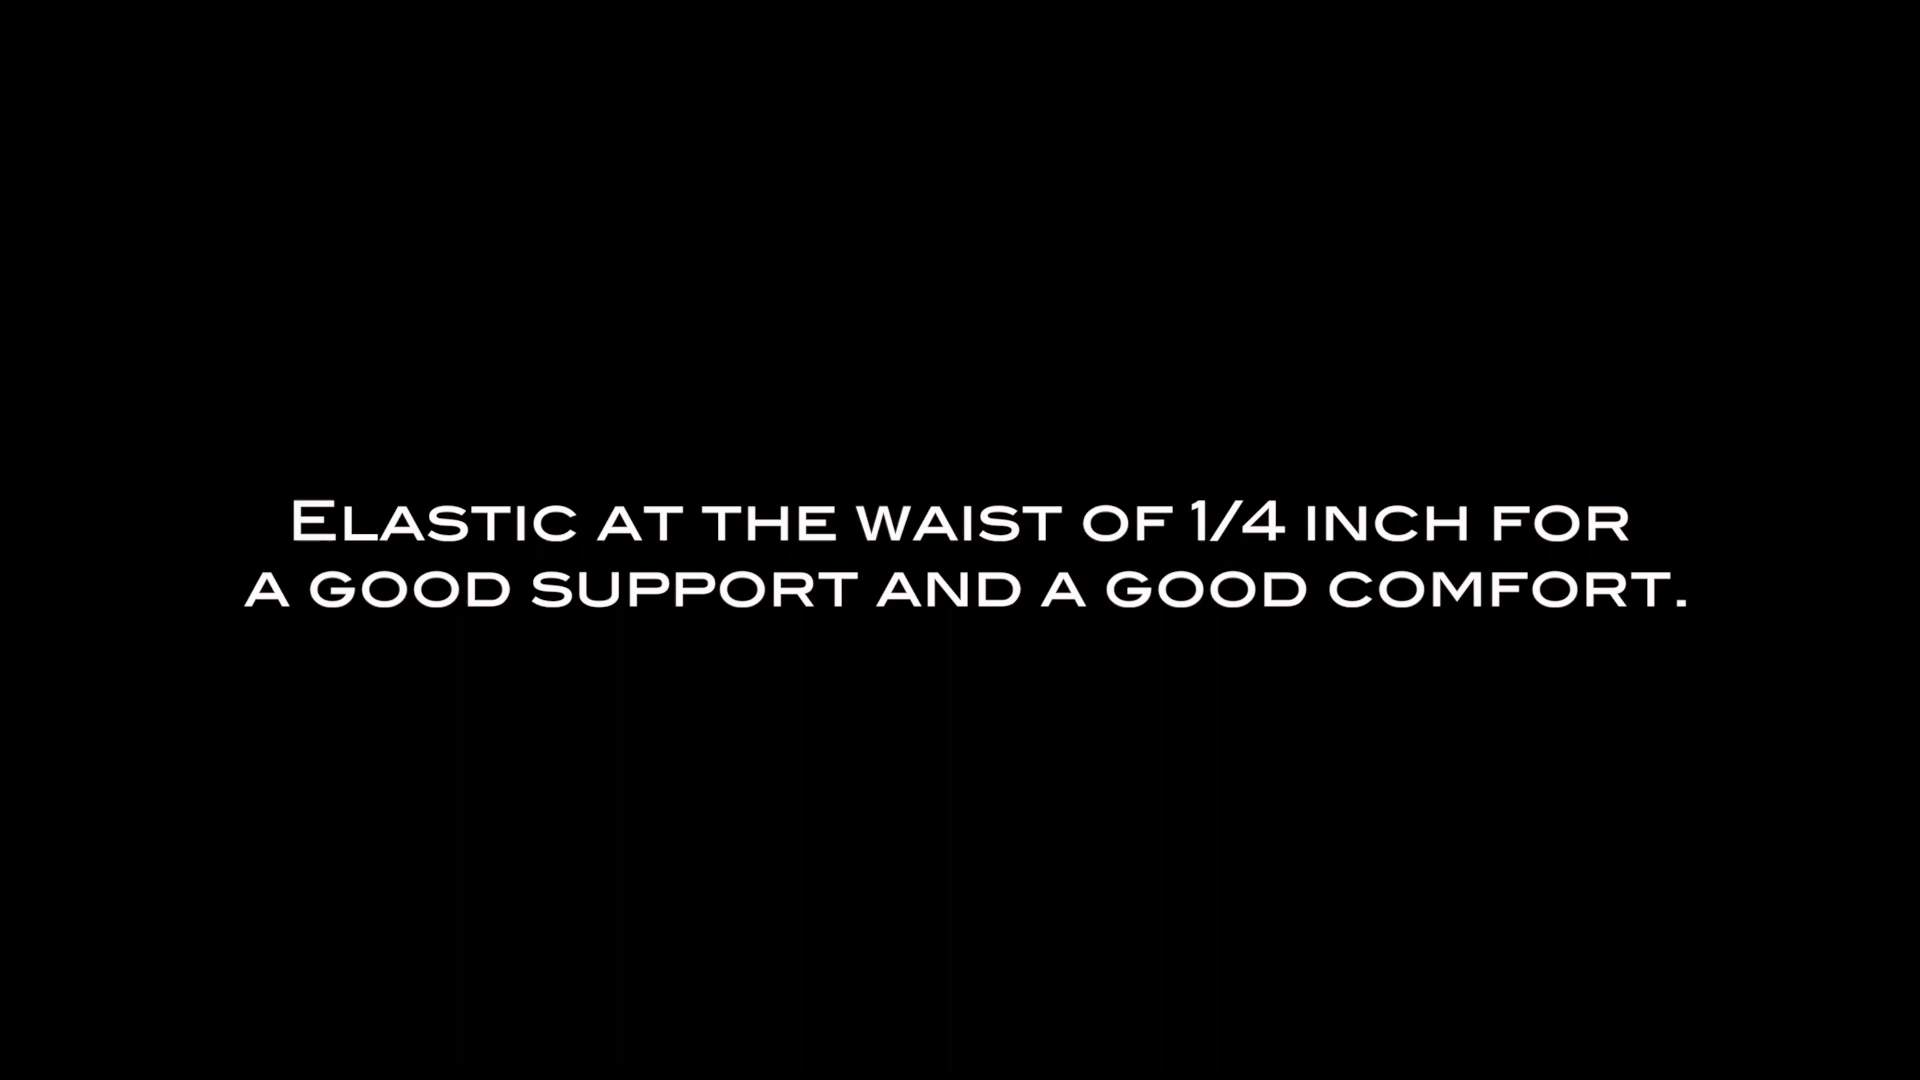 Elastic at the waist of 1/4 inch for
a good support and a good comfort.